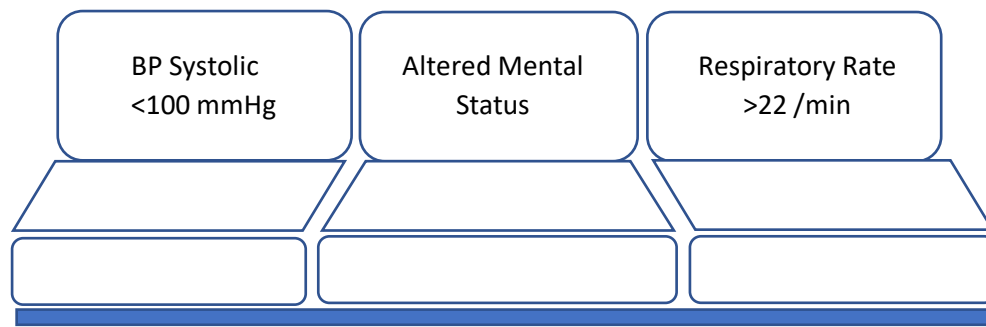 BP Systolic
<100 mmHg
Altered Mental
Status
Respiratory Rate
>22 /min